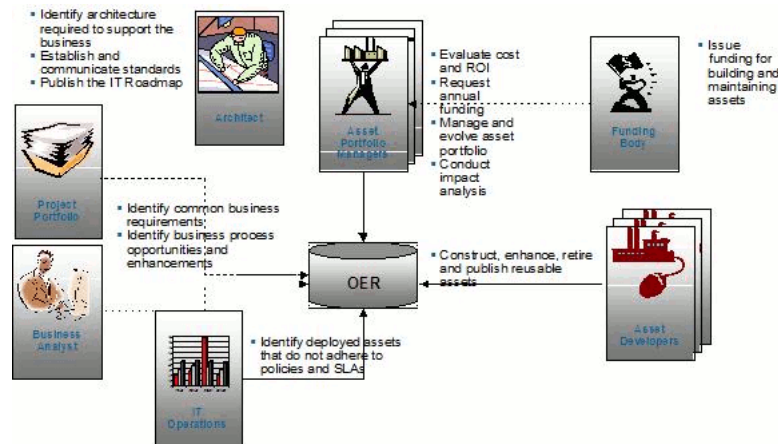 ▪ Identify architecture
required to support the
business
▪ Establish and
communicate standards
▪ Publish the IT Roadmap
Architect
▪ Evaluate cost
and ROI
▪ Request
annual
funding
▪ Manage and
evolve asset
portfolio
▪ Conduct
impact
analysis
Asset
Portfolio
Managers
▪ Issue
funding for
building and
maintaining
assets
Funding
Body
Project
Portfolio
▪ Identify common business
requirements
▪ Identify business process
opportunities and
enhancements
OER
▪ Construct, enhance, retire
and publish reusable
assets
Asset
Developers
Business
Analyst
▪ Identify deployed assets
that do not adhere to
policies and SLAs
IT
Operations